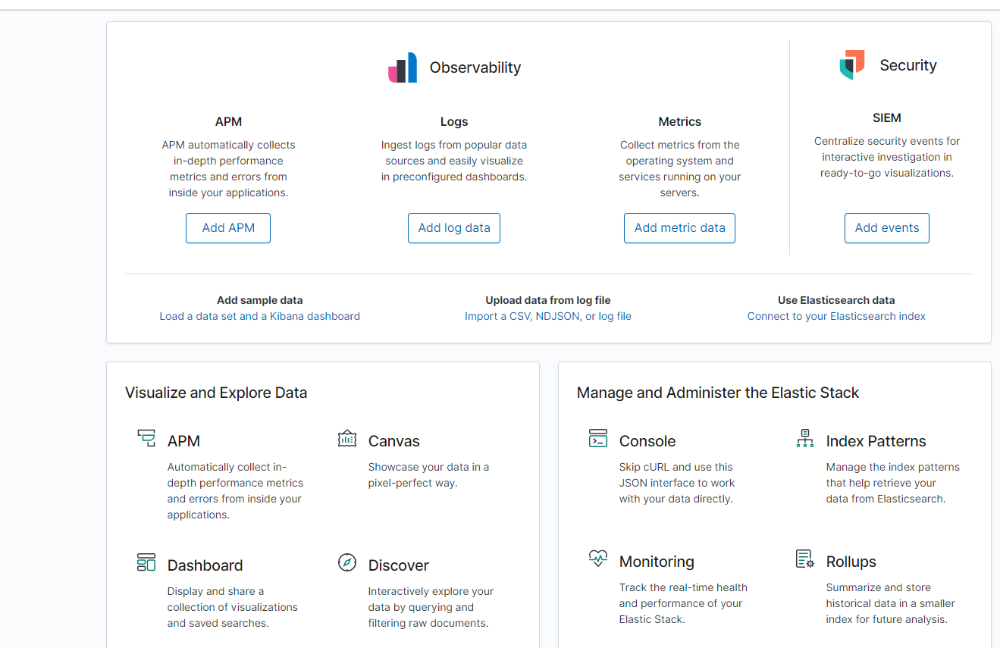 Observability
APM
APM automatically collects
in-depth performance
metrics and errors from
inside your applications.
Add APM
Logs
Ingest logs from popular data
sources and easily visualize
in preconfigured dashboards.
Add log data
Metrics
Collect metrics from the
operating system and
services running on your
servers.
Add metric data
Security
SIEM
Centralize security events for
interactive investigation in
ready-to-go visualizations.
Add events
Add sample data
Load a data set and a Kibana dashboard
Upload data from log file
Import a CSV, NDJSON, or log file
Use Elasticsearch data
Connect to your Elasticsearch index
Visualize and Explore Data
APM
Automatically collect in-
depth performance metrics
and errors from inside your
applications.
Canvas
Showcase your data in a
pixel-perfect way.
Dashboard
Display and share a
collection of visualizations
and saved searches.
Discover
Interactively explore your
data by querying and
filtering raw documents.
Manage and Administer the Elastic Stack
Console
Skip cURL and use this
JSON interface to work
with your data directly.
Index Patterns
Manage the index patterns
that help retrieve your
data from Elasticsearch.
Monitoring
Track the real-time health
and performance of your
Elastic Stack.
Rollups
Summarize and store
historical data in a smaller
index for future analysis.